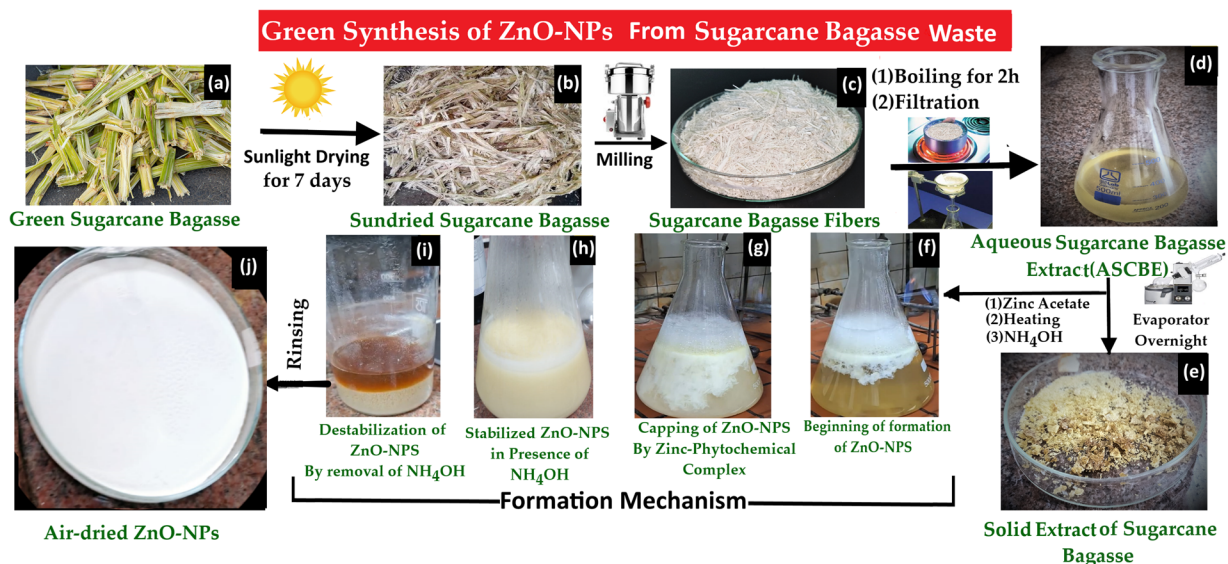 Green Synthesis of ZnO-NPs From Sugarcane Bagasse Waste
(a)
Sunlight Drying
for 7 days
(b)
Milling
(c)
(1)Boiling for 2h
(2)Filtration
(d)
Green Sugarcane Bagasse
Sundried Sugarcane Bagasse
Sugarcane Bagasse Fibers
Aqueous Sugarcane Bagasse
Extract(ASCBE)
(1)Zinc Acetate
(2)Heating
(3)NH4OH
Evaporator
Overnight
(e)
Solid Extract of Sugarcane
Bagasse
(f)
Beginning of formation
of ZnO-NPS
(g)
Capping of ZnO-NPS
By Zinc-Phytochemical
Complex
(h)
Stabilized ZnO-NPS
in Presence of
NH4OH
(i)
Destabilization of
ZnO-NPS
By removal of NH4OH
Formation Mechanism
Rinsing
(j)
Air-dried ZnO-NPs